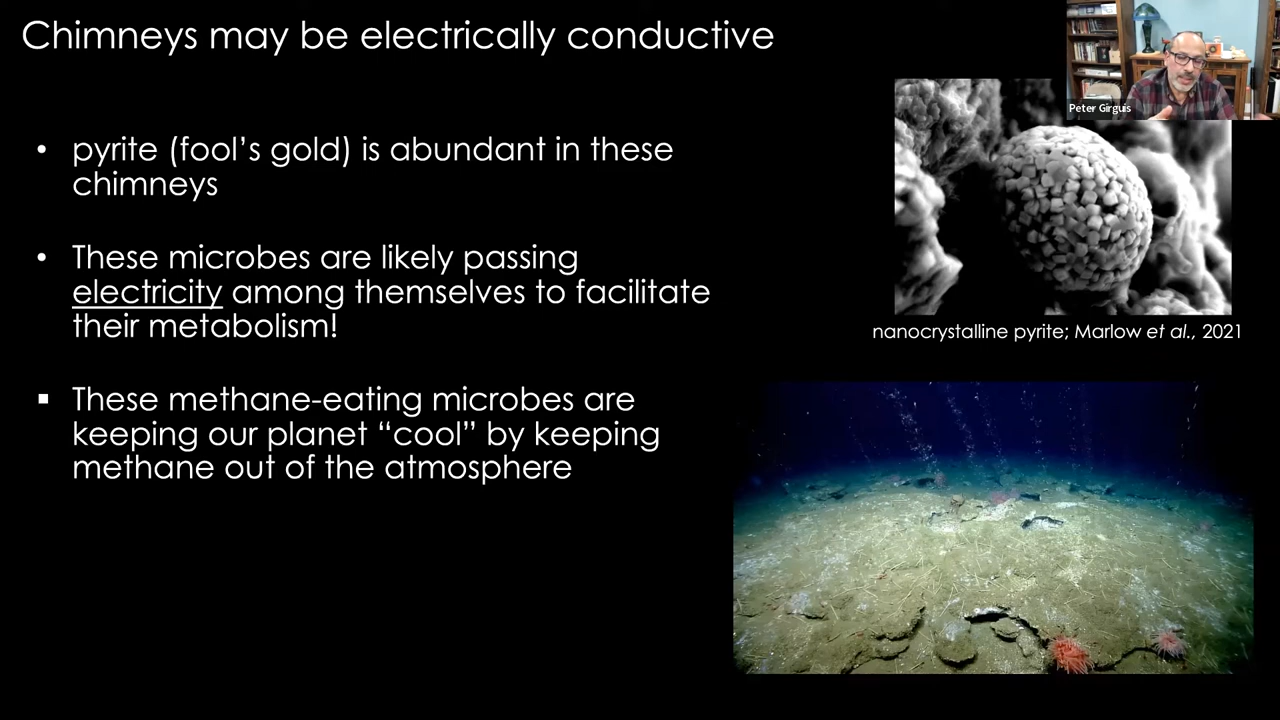 Chimneys may be electrically conductive
Peter Girguis
• pyrite (fool’s gold) is abundant in these
chimneys
• These microbes are likely passing
electricity among themselves to facilitate
their metabolism!
▪ These methane-eating microbes are
keeping our planet “cool” by keeping
methane out of the atmosphere
nanocrystalline pyrite; Marlow et al., 2021